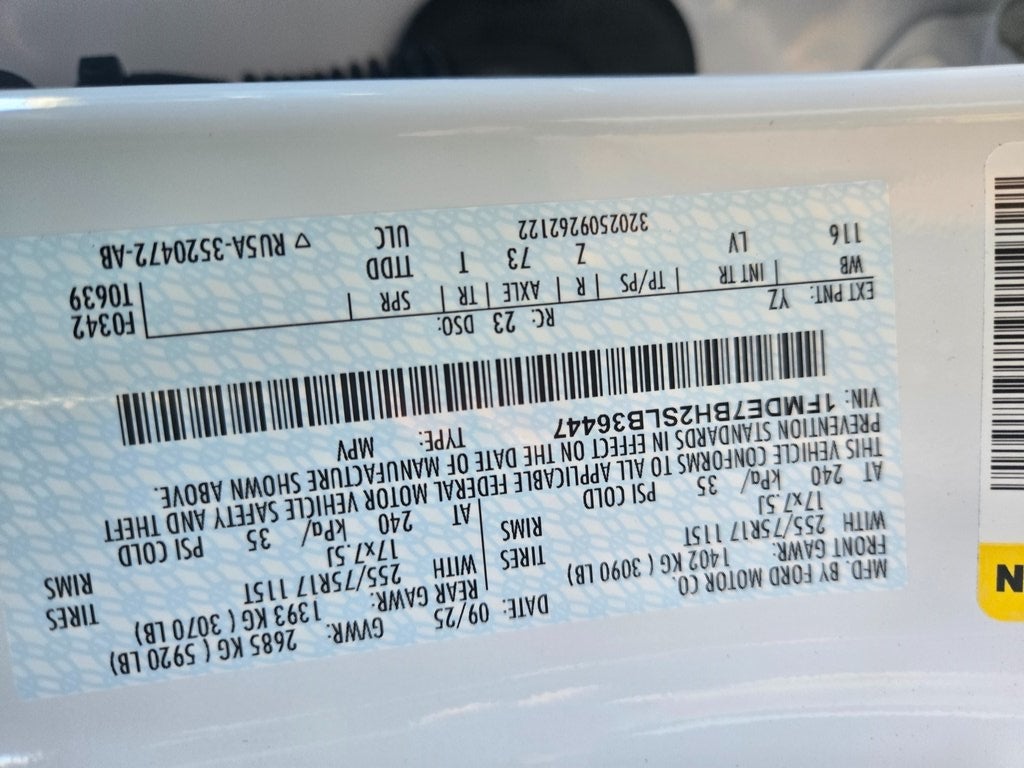 MFD. BY FORD MOTOR CO.
DATE: 09/25 GVWR: 2685 KG ( 5920 LB)
FRONT GAWR: 1402 KG ( 3090 LB) REAR GAWR: 1393 KG ( 3070 LB)
WITH 255/75R17 115T TIRES WITH 255/75R17 115T TIRES
17x7.5J RIMS 17x7.5J RIMS
AT 240 kPa/ 35 PSI COLD AT 240 kPa/ 35 PSI COLD
THIS VEHICLE CONFORMS TO ALL APPLICABLE FEDERAL MOTOR VEHICLE SAFETY AND THEFT
PREVENTION STANDARDS IN EFFECT ON THE DATE OF MANUFACTURE SHOWN ABOVE.
VIN: 1FMDE7BH2SLB36447 TYPE: MPV
EXT PNT: YZ RC: 23 DSO: F0342
WB | INT TR | TP/PS | R | AXLE | TR | SPR T0639
116 LV Z 73 T TIDD
3202509262122 ULC ▽ RU5A-3520472-AB
N